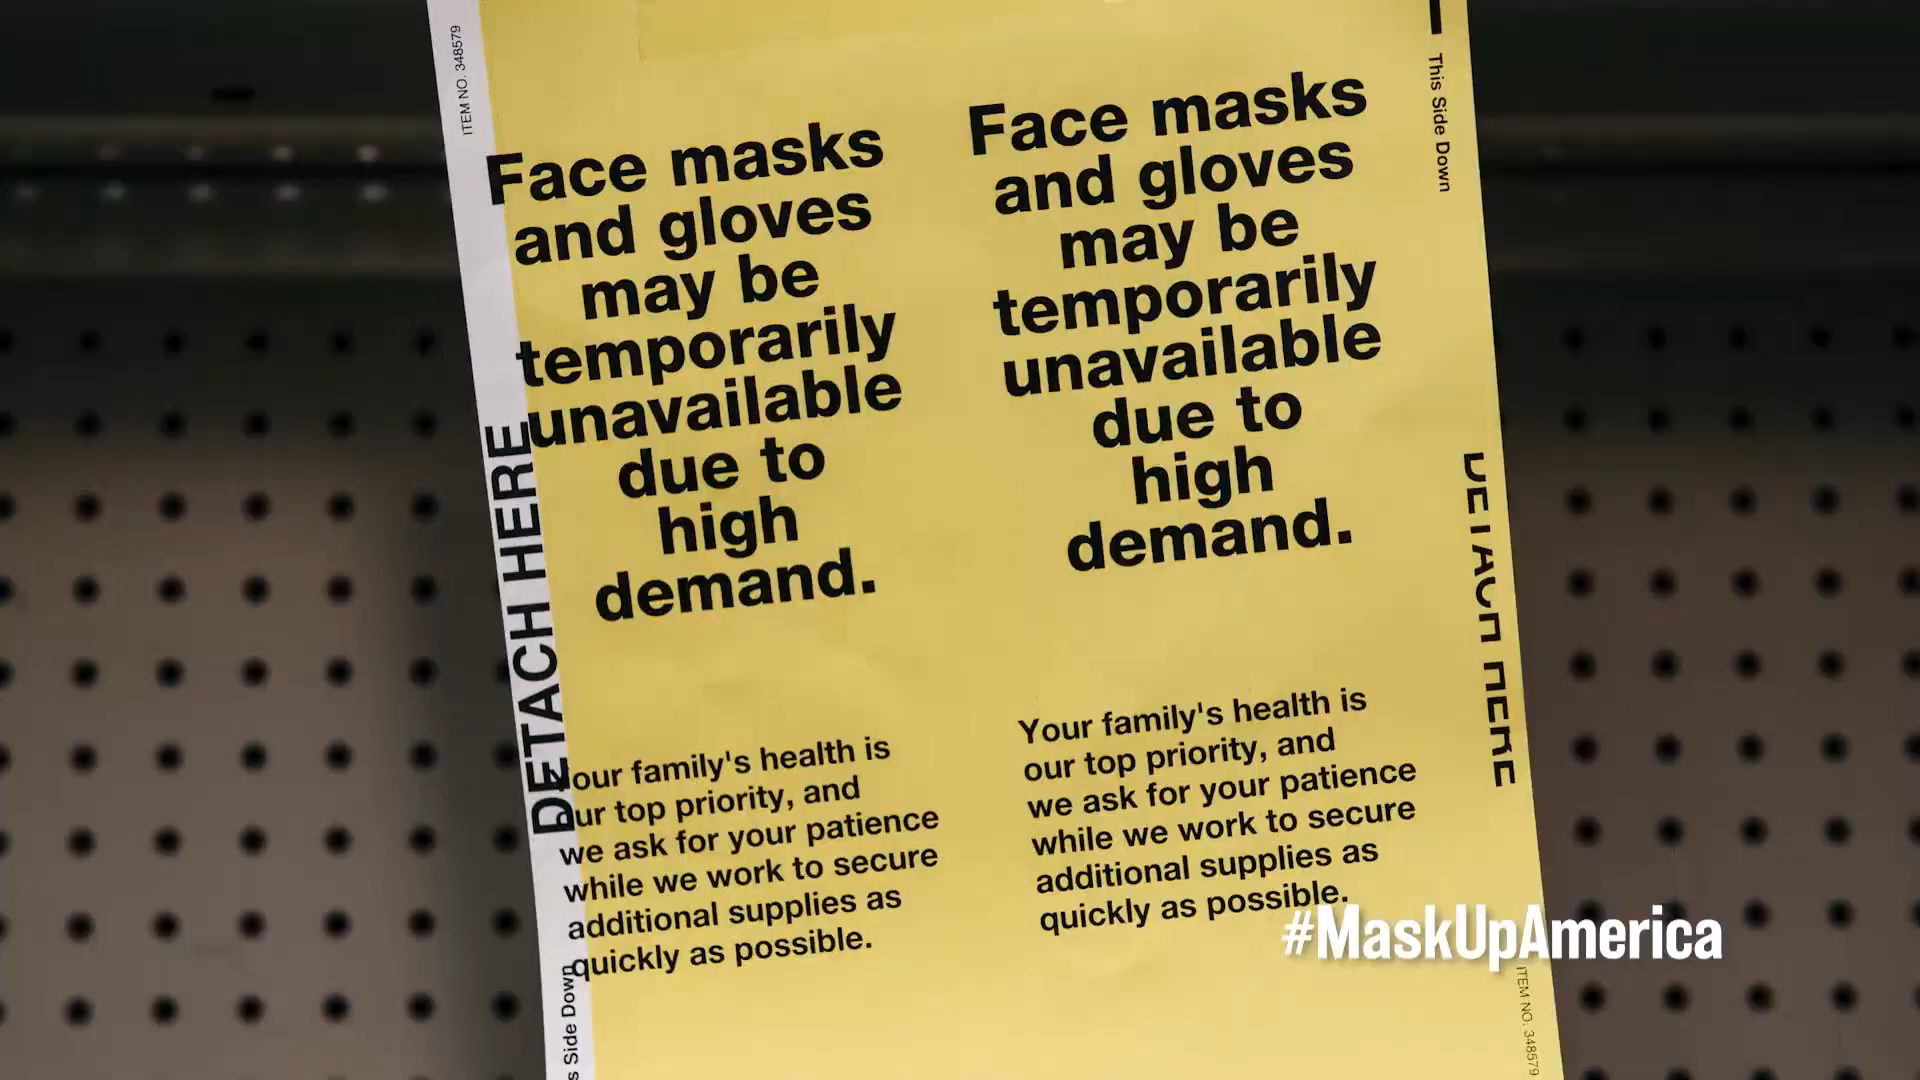 ITEM NO. 348579
Face masks
and gloves
may be
temporarily
unavailable
due to
high
demand.
DETACH HERE
our family's health is
ur top priority, and
we ask for your patience
while we work to secure
additional supplies as
quickly as possible.
s Side Down
Face masks
and gloves
may be
temporarily
unavailable
due to
high
demand.
Your family's health is
our top priority, and
we ask for your patience
while we work to secure
additional supplies as
quickly as possible.
This Side Down
DETACH HERE
ITEM NO. 348579
#MaskUpAmerica